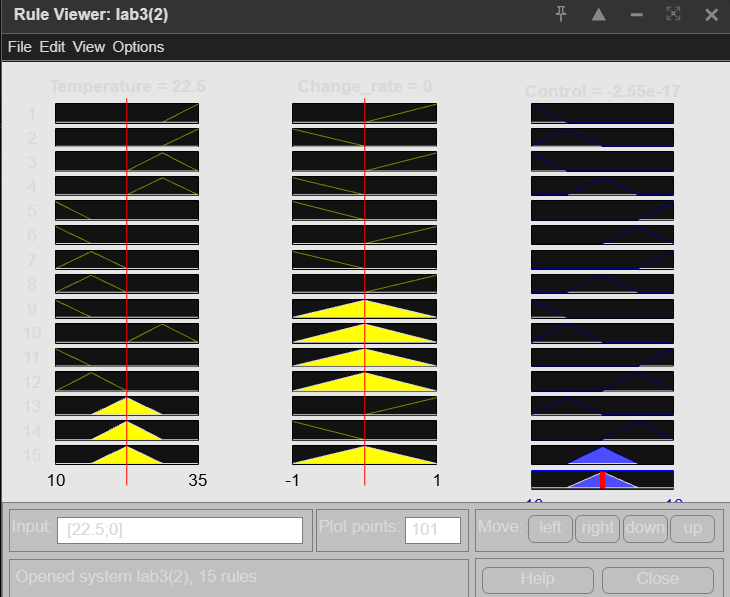 Rule Viewer: lab3(2)
File Edit View Options
Temperature = 22.5 Change_rate = 0 Control = -2.55e-17
1
2
3
4
5
6
7
8
9
10
11
12
13
14
15
10 35 -1 1
Input: [22.5;0] Plot points: 101 Move: left right down up
Opened system lab3(2), 15 rules Help Close